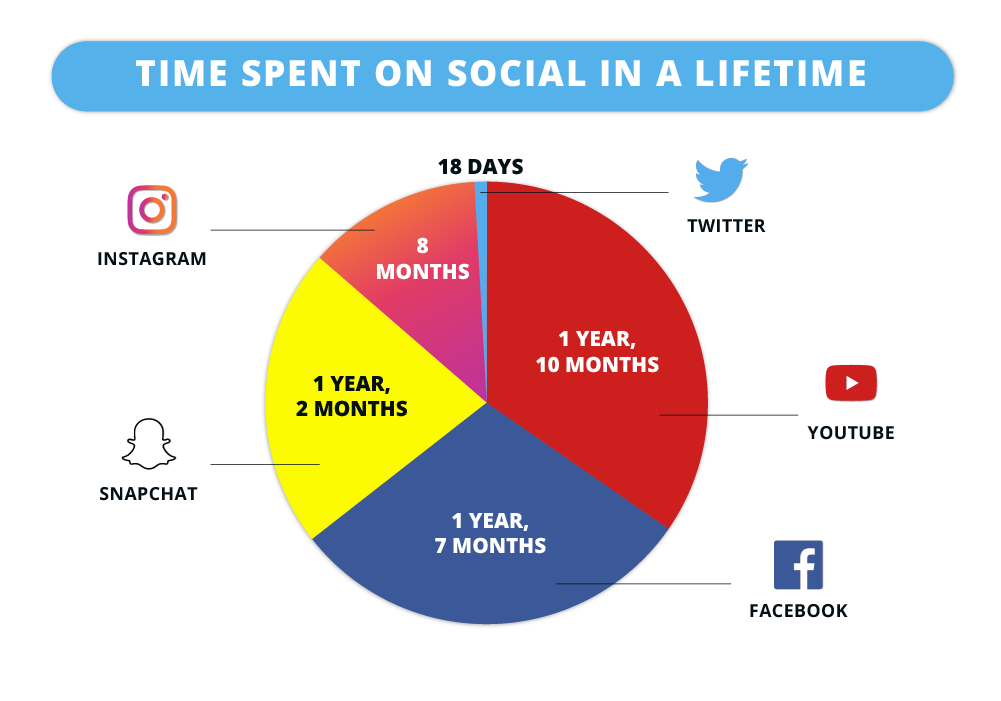 TIME SPENT ON SOCIAL IN A LIFETIME
18 DAYS
TWITTER
INSTAGRAM
8
MONTHS
1 YEAR,
10 MONTHS
1 YEAR,
2 MONTHS
YOUTUBE
SNAPCHAT
1 YEAR,
7 MONTHS
FACEBOOK